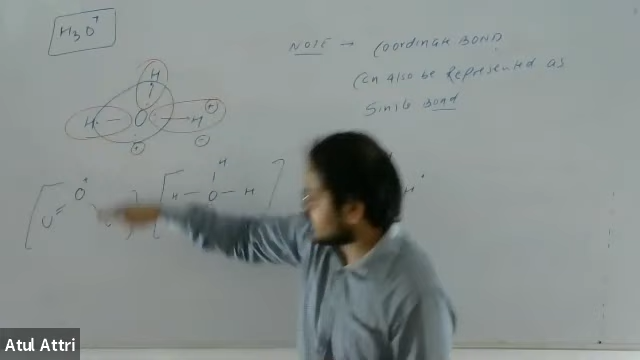 H3O+
NOTE → Coordinate BOND
Can also be Represented as
Single Bond
H
H — O — H
H
H — O — H
H
Atul Attri